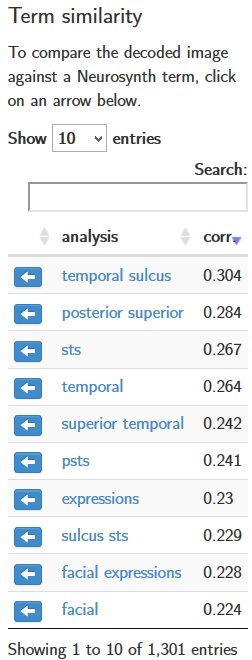 Term similarity
To compare the decoded image
against a Neurosynth term, click
on an arrow below.
Show 10 entries
Search:
analysis corr.
temporal sulcus 0.304
posterior superior 0.284
sts 0.267
temporal 0.264
superior temporal 0.242
psts 0.241
expressions 0.23
sulcus sts 0.229
facial expressions 0.228
facial 0.224
Showing 1 to 10 of 1,301 entries